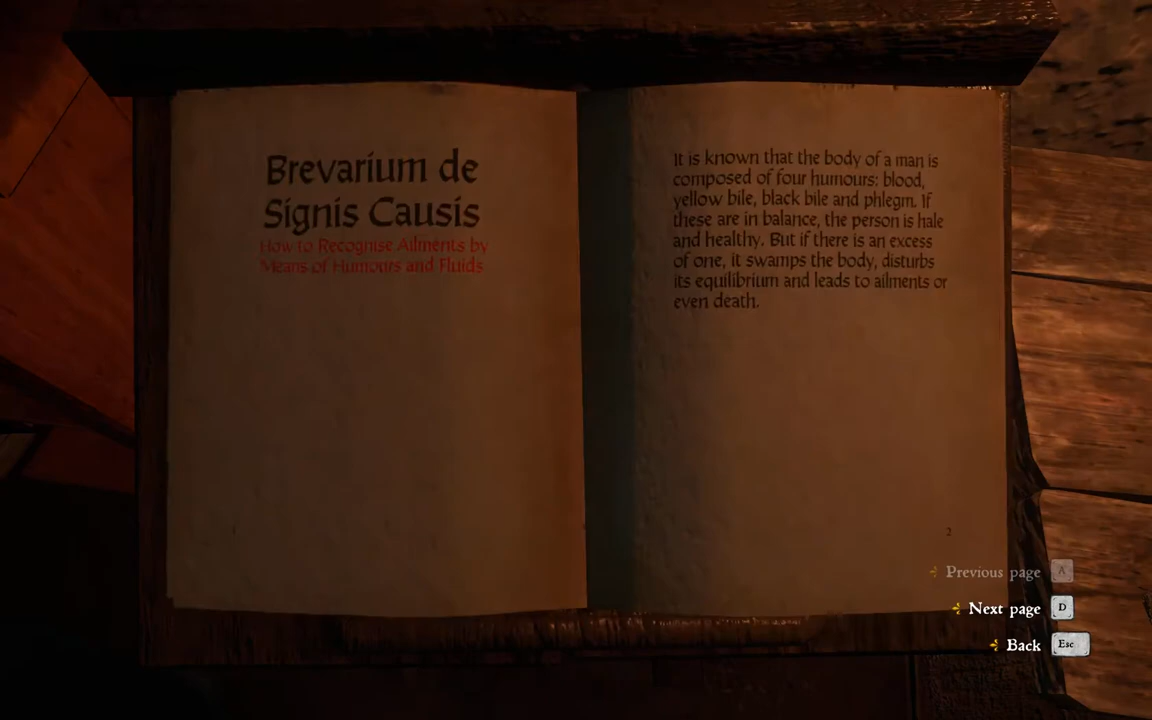 Brevarium de
Signis Causis
How to Recognise Ailments by
Means of Humours and Fluids
It is known that the body of a man is
composed of four humours: blood,
yellow bile, black bile and phlegm. If
these are in balance, the person is hale
and healthy. But if there is an excess
of one, it swamps the body, disturbs
its equilibrium and leads to ailments or
even death.
2
Previous page A
Next page D
Back Esc